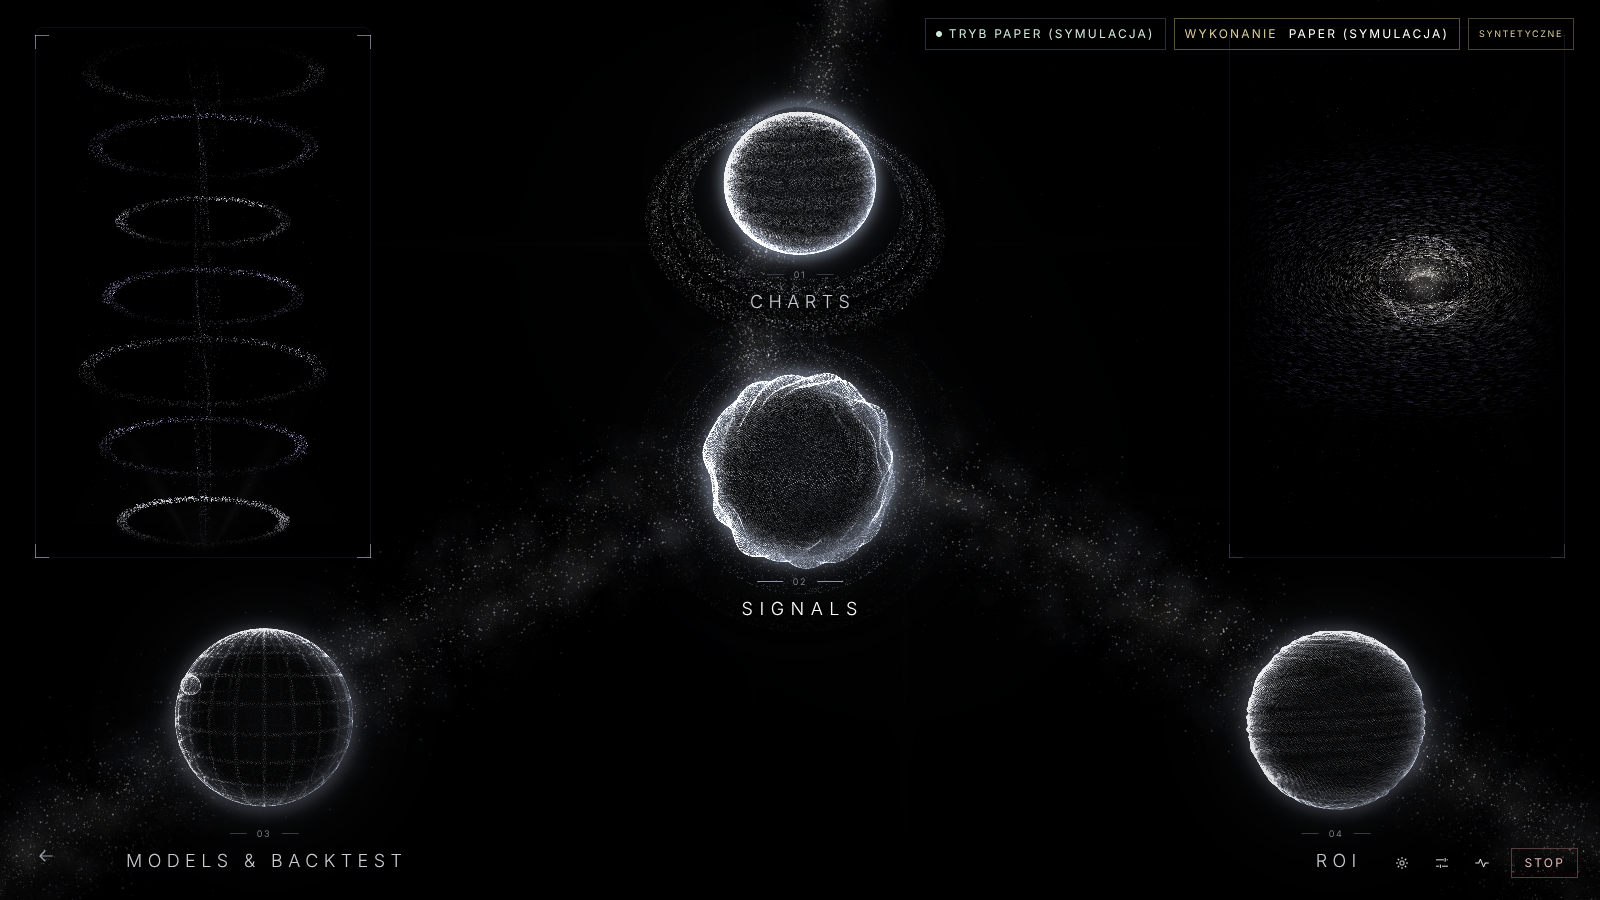 TRYB PAPER (SYMULACJA)
WYKONANIE PAPER (SYMULACJA)
SYNTETYCZNE
01
CHARTS
02
SIGNALS
03
MODELS & BACKTEST
04
ROI
STOP